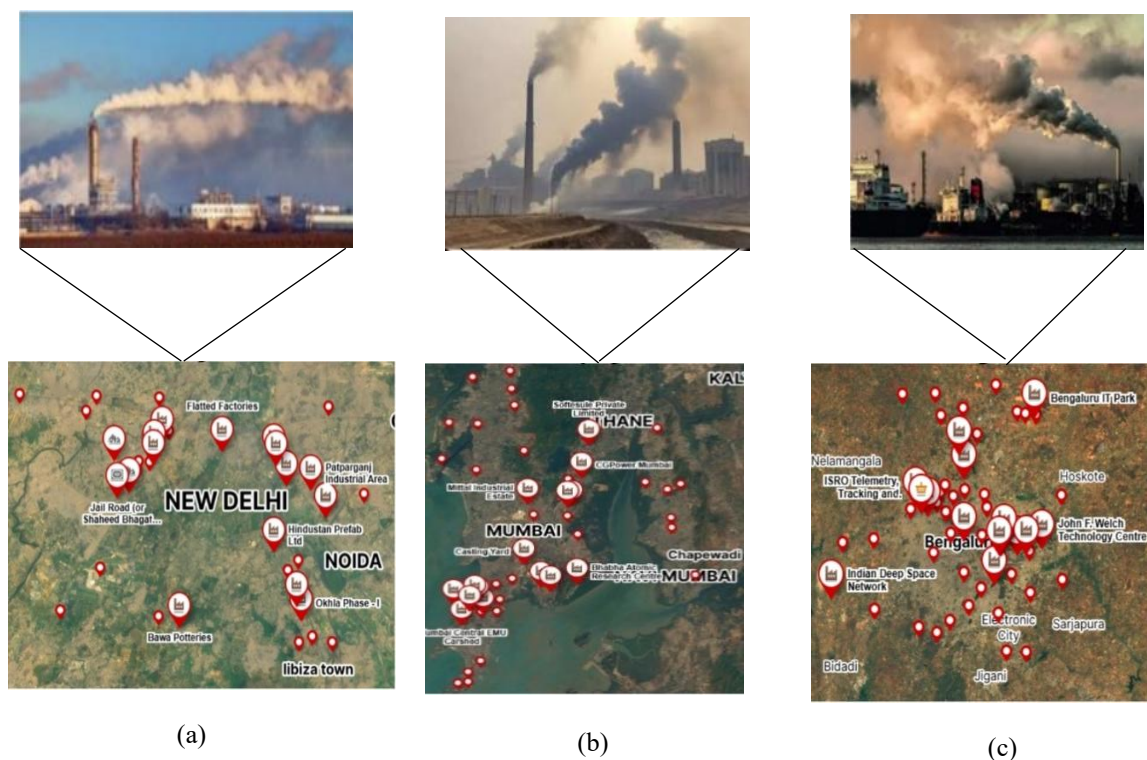 Flatted Factories
Patparganj
Industrial Area
Jail Road (or
Shaheed Bhagat...
NEW DELHI
Hindustan Prefab
Ltd
NOIDA
Okhla Phase - I
Bawa Potteries
libiza town
(a)
KAL
Softesule Private
Limited
THANE
CGPower Mumbai
Mittal Industrial
Estate
MUMBAI
Casting Yard
Chapewadi
Bhabha Atomic
Research Centre
MUMBAI
umbai Central EMU
Carshed
(b)
Bengaluru IT Park
Nelamangala
ISRO Telemetry,
Tracking and.
Hoskote
John F. Welch
Technology Centre
Bengalur
Indian Deep Space
Network
Electronic
City
Sarjapura
Bidadi
Jigani
(c)